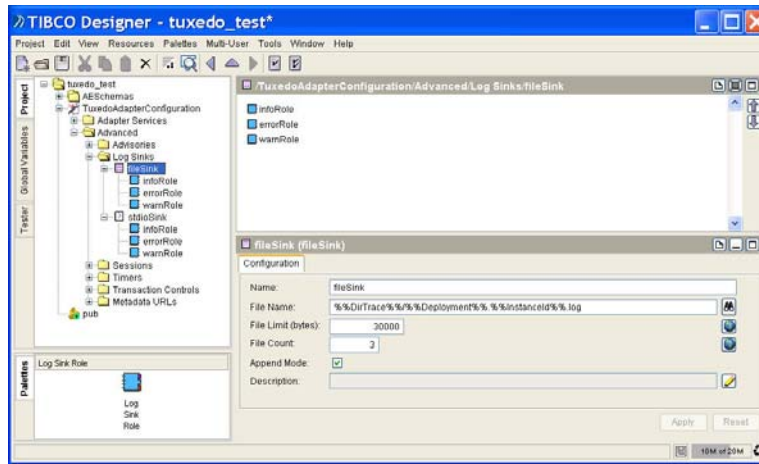 TIBCO Designer - tuxedo_test*
Project Edit View Resources Palettes Multi-User Tools Window Help
Project
Global Variables
Tester
tuxedo_test
AESchemas
TuxedoAdapterConfiguration
Adapter Services
Advanced
Advisories
Log Sinks
fileSink
infoRole
errorRole
warnRole
stdioSink
infoRole
errorRole
warnRole
Sessions
Timers
Transaction Controls
Metadata URLs
pub
Palettes
Log Sink Role
Log
Sink
Role
/TuxedoAdapterConfiguration/Advanced/Log Sinks/fileSink
infoRole
errorRole
warnRole
fileSink (fileSink)
Configuration
Name: fileSink
File Name: %%DirTrace%%/%%Deployment%%.%%InstanceId%%.log
File Limit (bytes): 30000
File Count: 3
Append Mode:
Description:
Apply Reset
10M of 20M